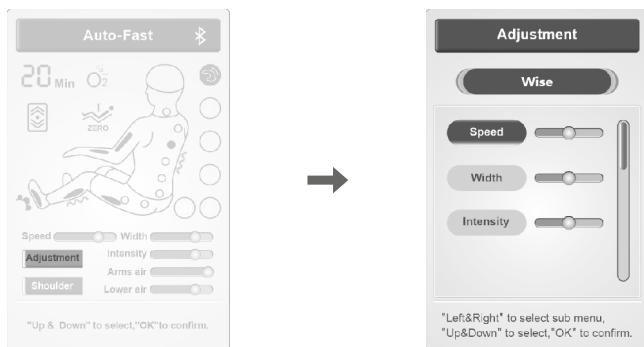 Auto-Fast
20 Min O2
ZERO
Speed Width
Adjustment Intensity
Arms air
Shoulder Lower air
"Up & Down" to select,"OK"to confirm.
Adjustment
Wise
Speed
Width
Intensity
"Left&Right" to select sub menu,
"Up&Down" to select,"OK" to confirm.